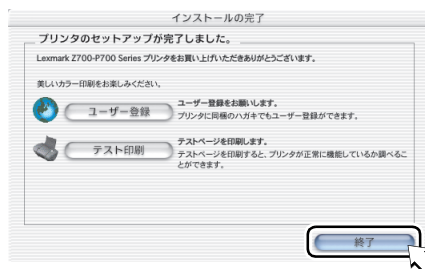 インストールの完了
プリンタのセットアップが完了しました。
Lexmark Z700-P700 Series プリンタをお買い上げいただきありがとうございます。
美しいカラー印刷をお楽しみください。
ユーザー登録
ユーザー登録をお願いします。
プリンタに同梱のハガキでもユーザー登録ができます。
テスト印刷
テストページを印刷します。
テストページを印刷すると、プリンタが正常に機能しているか調べるこ
とができます。
終了